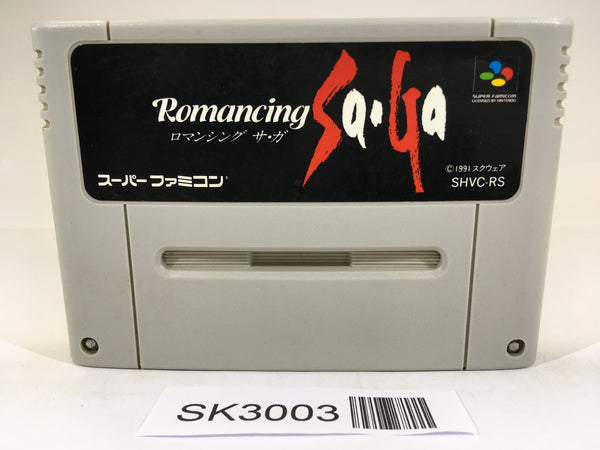 Romancing Sa·Ga
ロマンシング サ・ガ
SUPER FAMICOM
LICENSED BY NINTENDO
©1991 スクウェア
SHVC-RS
スーパーファミコン
SK3003